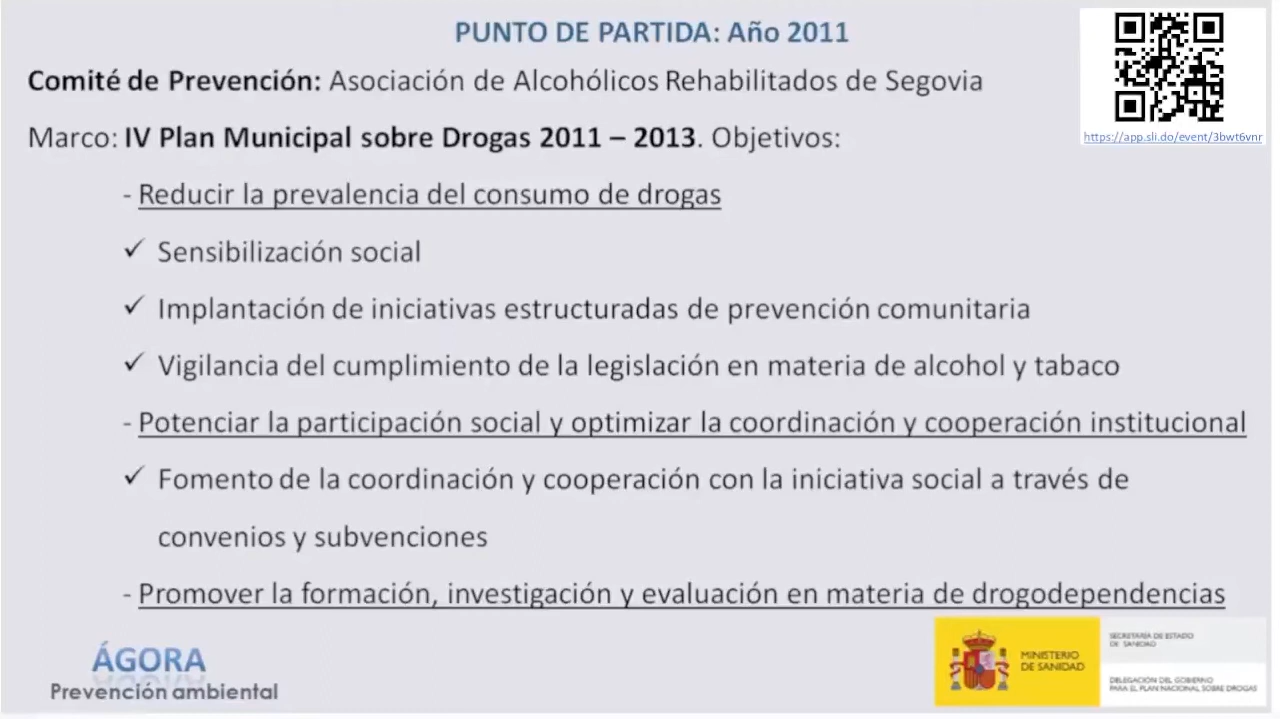 PUNTO DE PARTIDA: Año 2011
Comité de Prevención: Asociación de Alcohólicos Rehabilitados de Segovia
https://app.sli.do/event/3bwt6vnr
Marco: IV Plan Municipal sobre Drogas 2011 – 2013. Objetivos:
- Reducir la prevalencia del consumo de drogas
✓ Sensibilización social
✓ Implantación de iniciativas estructuradas de prevención comunitaria
✓ Vigilancia del cumplimiento de la legislación en materia de alcohol y tabaco
- Potenciar la participación social y optimizar la coordinación y cooperación institucional
✓ Fomento de la coordinación y cooperación con la iniciativa social a través de
convenios y subvenciones
- Promover la formación, investigación y evaluación en materia de drogodependencias
ÁGORA
Prevención ambiental
MINISTERIO
DE SANIDAD
SECRETARÍA DE ESTADO
DE SANIDAD
DELEGACIÓN DEL GOBIERNO
PARA EL PLAN NACIONAL SOBRE DROGAS